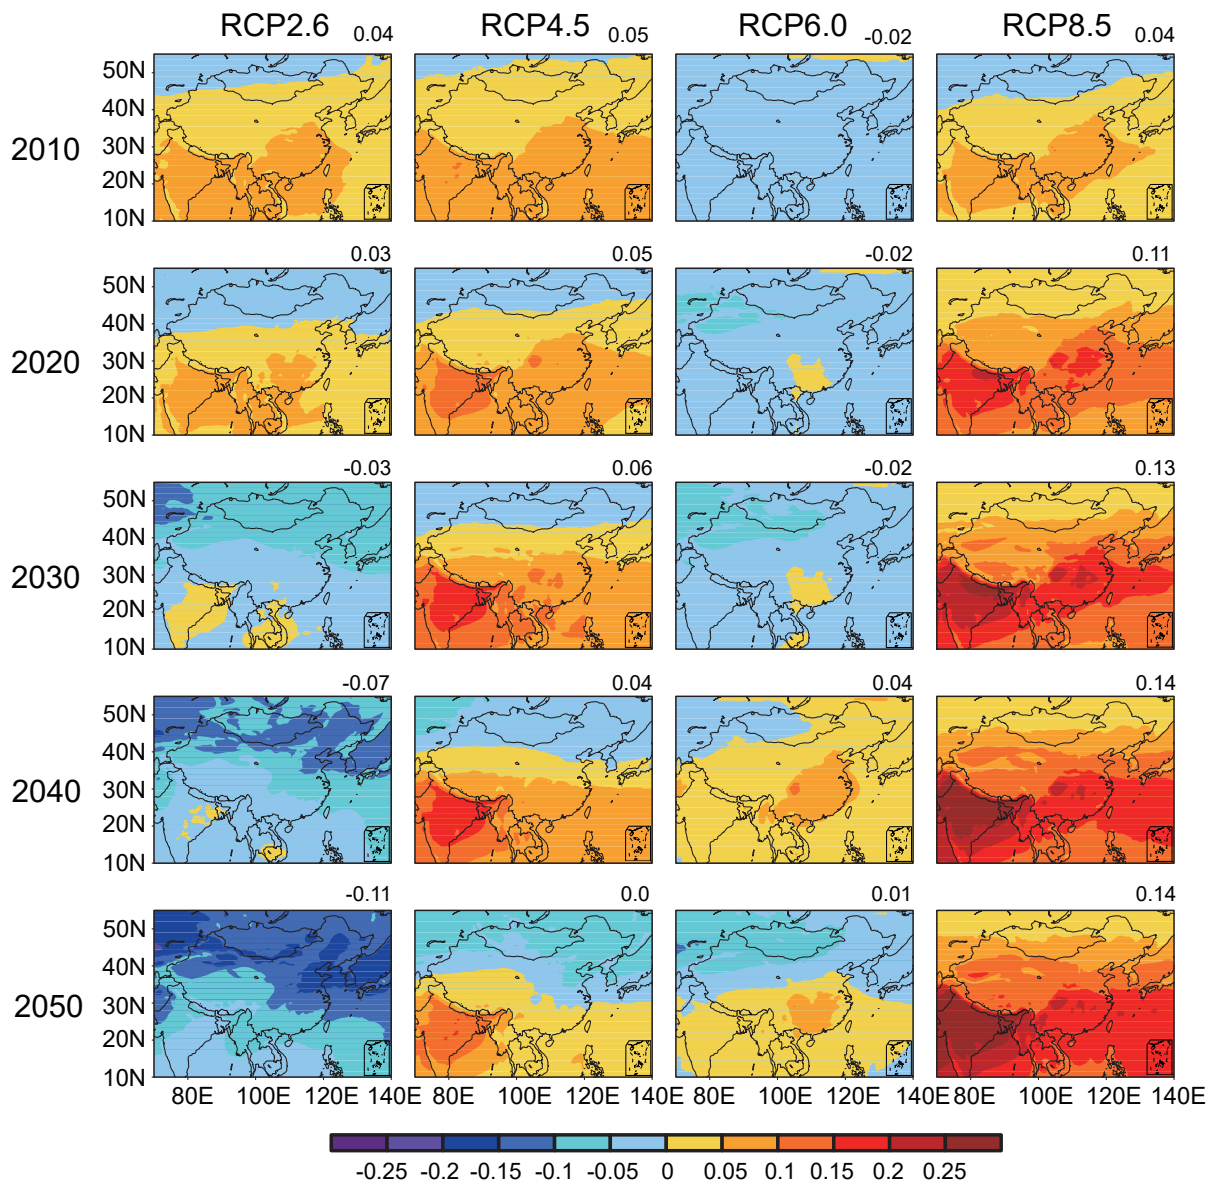 RCP2.6 0.04 RCP4.5 0.05 RCP6.0 -0.02 RCP8.5 0.04
50N
40N
2010
30N
20N
10N
0.03 0.05 -0.02 0.11
50N
40N
2020
30N
20N
10N
-0.03 0.06 -0.02 0.13
50N
40N
2030
30N
20N
10N
-0.07 0.04 0.04 0.14
50N
40N
2040
30N
20N
10N
-0.11 0.0 0.01 0.14
50N
40N
2050
30N
20N
10N
80E 100E 120E 140E 80E 100E 120E 140E 80E 100E 120E 140E 80E 100E 120E 140E
-0.25 -0.2 -0.15 -0.1 -0.05 0 0.05 0.1 0.15 0.2 0.25